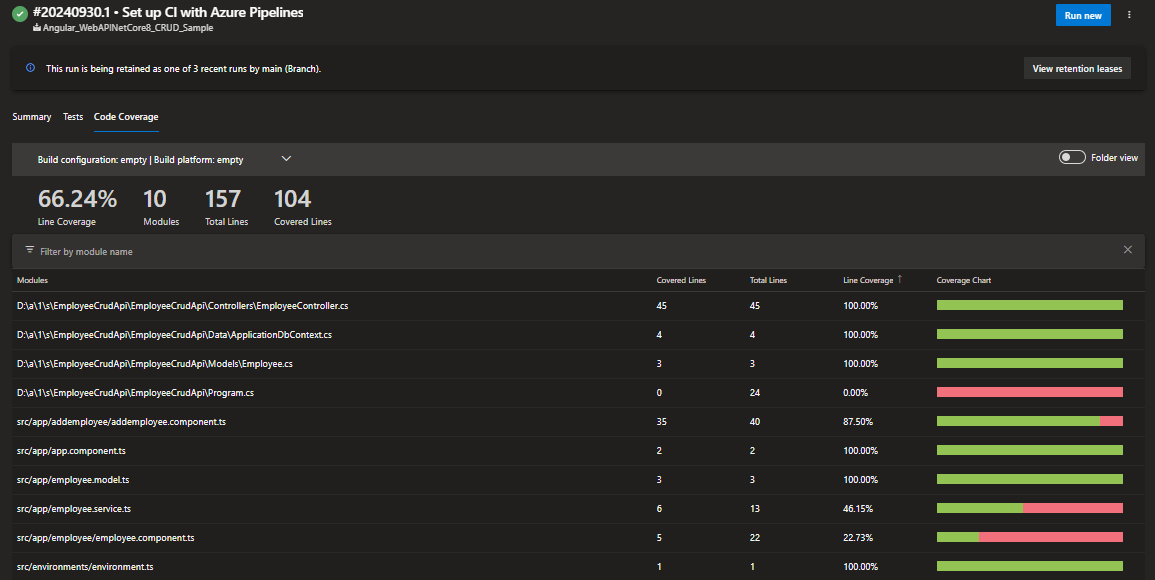 #20240930.1 • Set up CI with Azure Pipelines
Angular_WebAPINetCore8_CRUD_Sample
Run new
This run is being retained as one of 3 recent runs by main (Branch).
View retention leases
Summary Tests Code Coverage
Build configuration: empty | Build platform: empty
Folder view
66.24% 10 157 104
Line Coverage Modules Total Lines Covered Lines
Filter by module name
Modules Covered Lines Total Lines Line Coverage ↑ Coverage Chart
D:\a\1\s\EmployeeCrudApi\EmployeeCrudApi\Controllers\EmployeeController.cs 45 45 100.00%
D:\a\1\s\EmployeeCrudApi\EmployeeCrudApi\Data\ApplicationDbContext.cs 4 4 100.00%
D:\a\1\s\EmployeeCrudApi\EmployeeCrudApi\Models\Employee.cs 3 3 100.00%
D:\a\1\s\EmployeeCrudApi\EmployeeCrudApi\Program.cs 0 24 0.00%
src/app/addemployee/addemployee.component.ts 35 40 87.50%
src/app/app.component.ts 2 2 100.00%
src/app/employee.model.ts 3 3 100.00%
src/app/employee.service.ts 6 13 46.15%
src/app/employee/employee.component.ts 5 22 22.73%
src/environments/environment.ts 1 1 100.00%